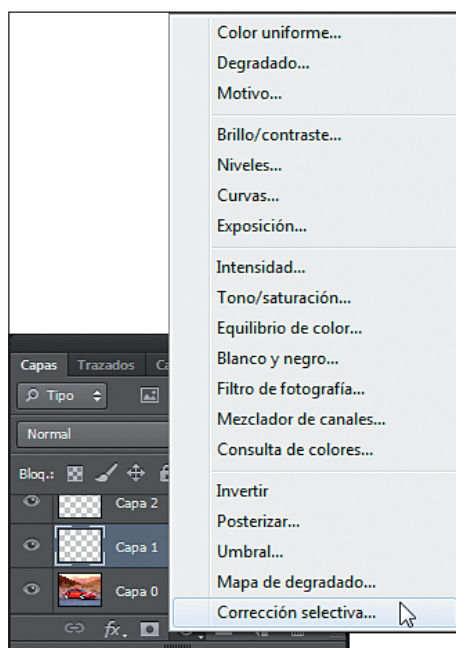 Color uniforme...
Degradado...
Motivo...
Brillo/contraste...
Niveles...
Curvas...
Exposición...
Intensidad...
Tono/saturación...
Equilibrio de color...
Blanco y negro...
Filtro de fotografía...
Mezclador de canales...
Consulta de colores...
Invertir
Posterizar...
Umbral...
Mapa de degradado...
Corrección selectiva...
Capas Trazados
Tipo
Normal
Bloq.:
Capa 2
Capa 1
Capa 0
fx